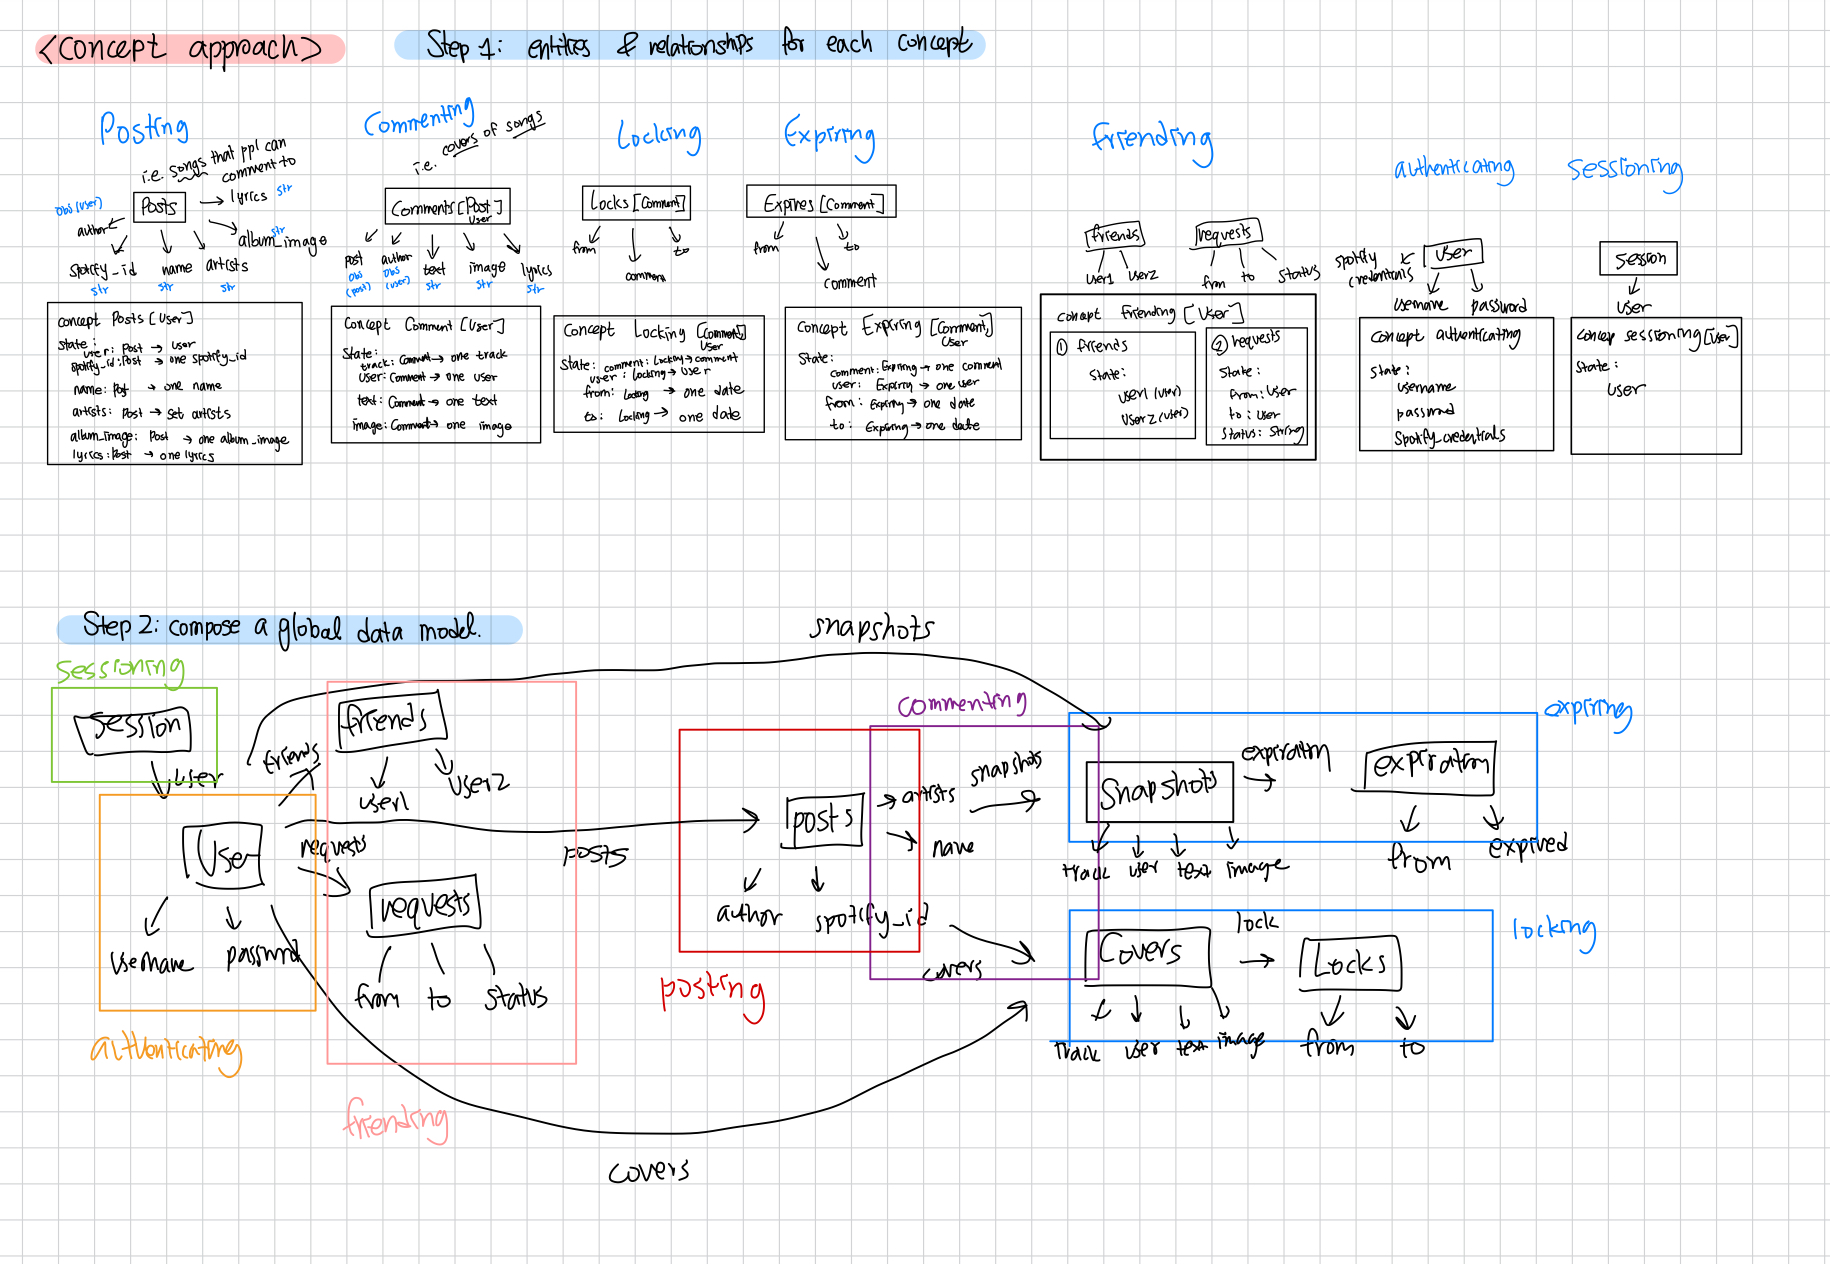 <Concept approach>
Step 1: entities & relationships for each concept
Posting
i.e. songs that ppl can
comment to
Posts
lyrics str
obj (user)
author
album_image
str
spotify_id
str
name
str
artists
str
concept Posts [User]
state:
user: Post → user
spotify_id: Post → one spotify_id
name: Post → one name
artists: Post → set artists
album_image: Post → one album_image
lyrics: Post → one lyrics
Commenting
i.e. covers of songs
Comments [Post]
User
post
obj
(post)
author
obj
(user)
text
str
image
str
lyrics
str
Concept Comment [User]
State:
track: Comment → one track
user: Comment → one user
text: Comment → one text
image: Comment → one image
Locking
Locks [Comment]
from
comment
to
Concept Locking [Comment]
User
State: comment: Locking → comment
user: Locking → User
from: Locking → one date
to: Locking → one date
Expiring
Expires [Comment]
from
to
comment
Concept Expiring [Comment,]
User
State:
comment: Expiring → one comment
user: Expiring → one user
from: Expiring → one date
to: Expiring → one date
friending
friends
user1
user2
requests
from
to
status
concept friending [User]
① friends
State:
user1 (user)
user2 (user)
② requests
State:
from: user
to: user
status: String
authenticating
User
spotify
credentials
username
password
Concept authenticating
state:
username
password
Spotify_credentials
sessioning
session
user
concep sessioning [User]
State:
user
Step 2: compose a global data model.
sessioning
session
user
User
username
password
authenticating
friends
friends
user1
user2
requests
requests
from
to
status
friending
snapshots
posts
posts
artists
name
author
spotify_id
posting
commenting
snapshots
Snapshots
track
user
text
image
expiration
expiration
from
expired
expiring
covers
Covers
track
user
text
image
lock
Locks
from
to
locking
covers